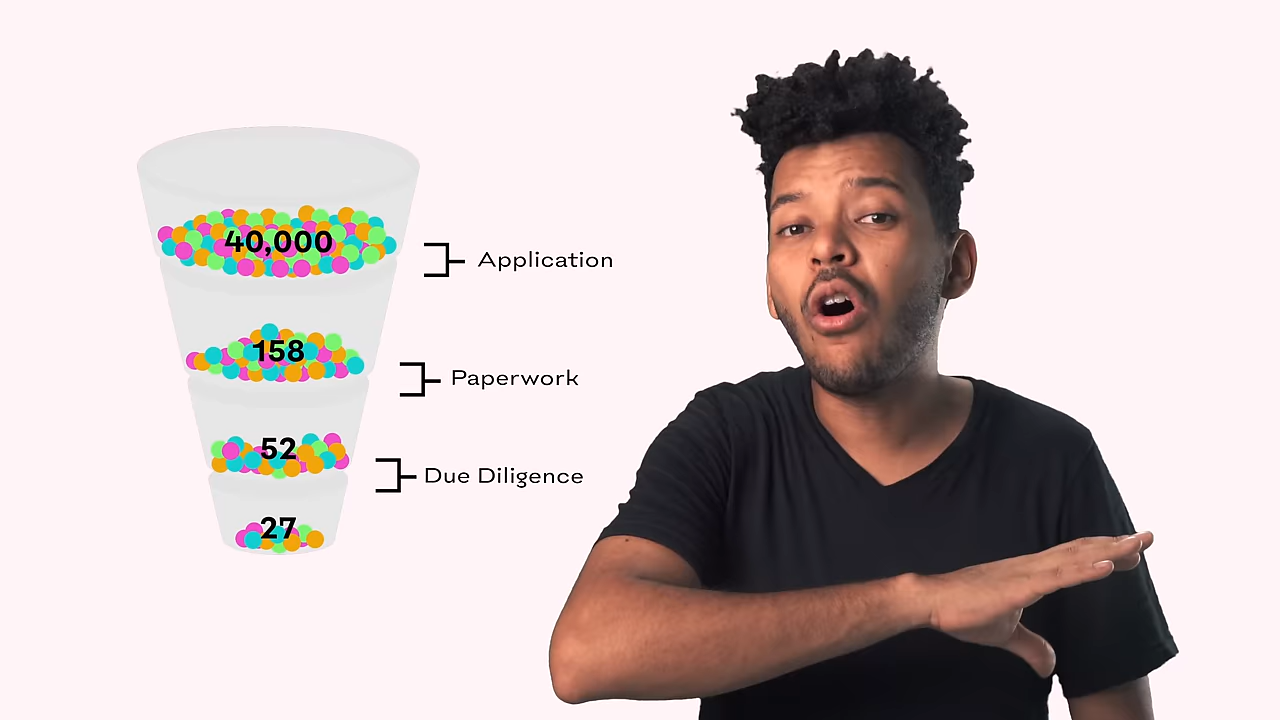 40,000
Application
158
Paperwork
52
Due Diligence
27